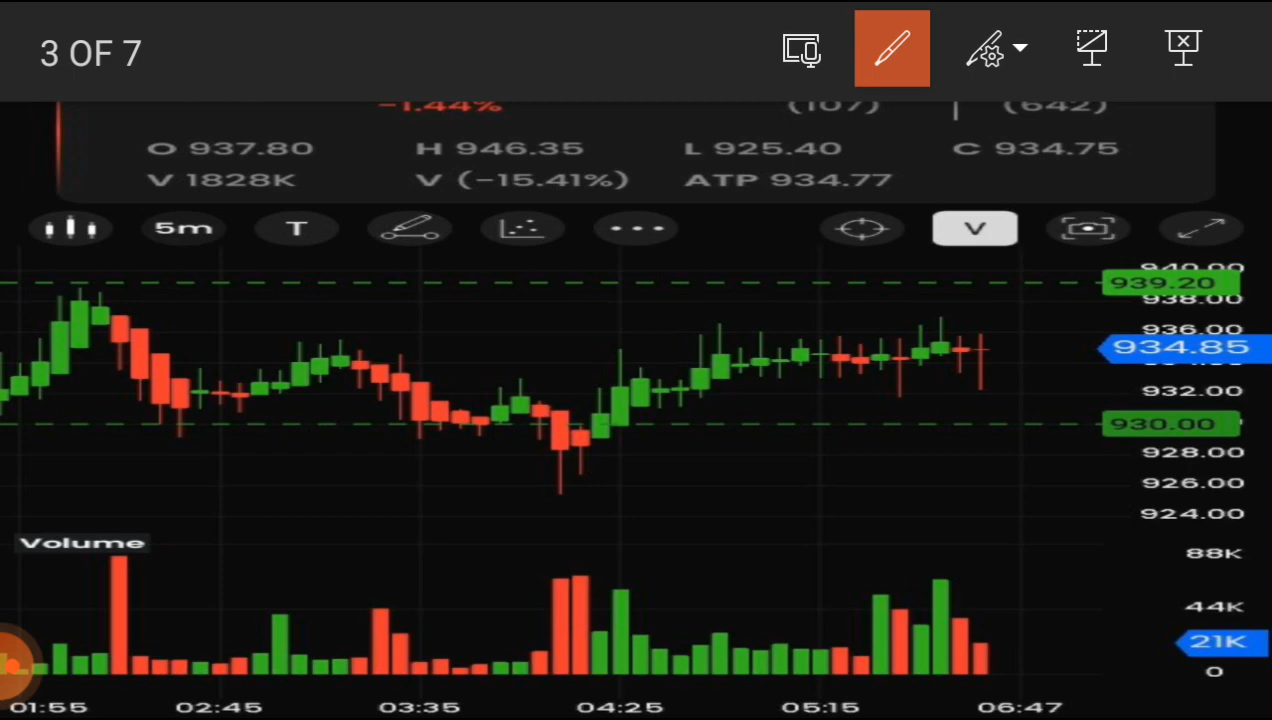 3 OF 7
-1.44% (107) | (642)
O 937.80 H 946.35 L 925.40 C 934.75
V 1828K V (-15.41%) ATP 934.77
5m T V
940.00
939.20
938.00
936.00
934.85
932.00
930.00
928.00
926.00
924.00
Volume
88K
44K
21K
0
01:55 02:45 03:35 04:25 05:15 06:47